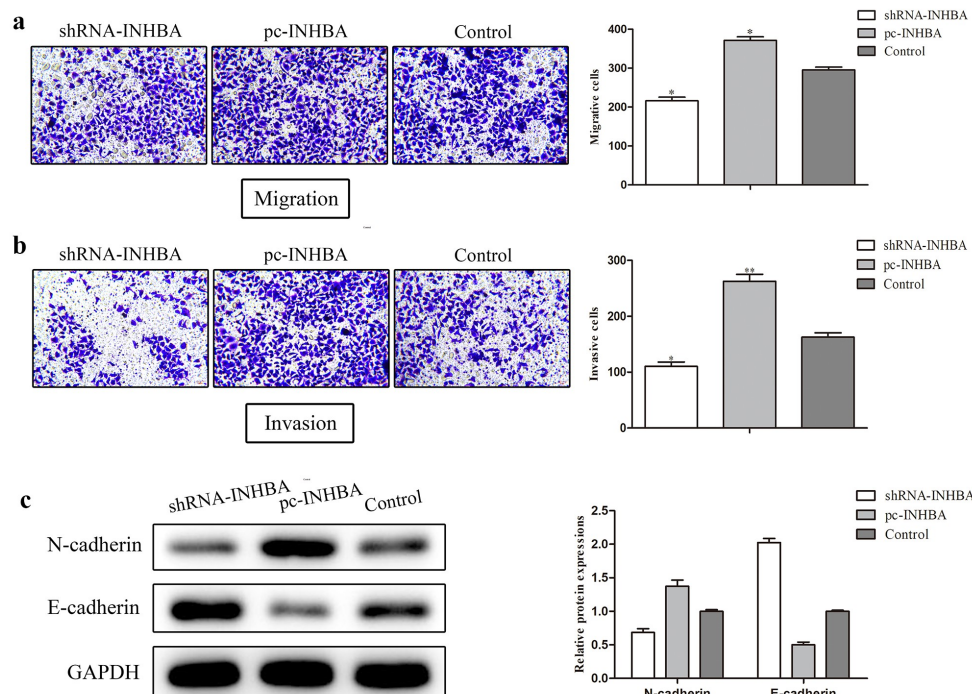 a
shRNA-INHBA pc-INHBA Control
Migration
Migrative cells
400
300
200
100
0
*
*
shRNA-INHBA
pc-INHBA
Control
b
shRNA-INHBA pc-INHBA Control
Invasion
Invasive cells
300
200
100
0
*
**
shRNA-INHBA
pc-INHBA
Control
c
shRNA-INHBA pc-INHBA Control
N-cadherin
E-cadherin
GAPDH
Relative protein expressions
2.5
2.0
1.5
1.0
0.5
0.0
N-cadherin E-cadherin
shRNA-INHBA
pc-INHBA
Control